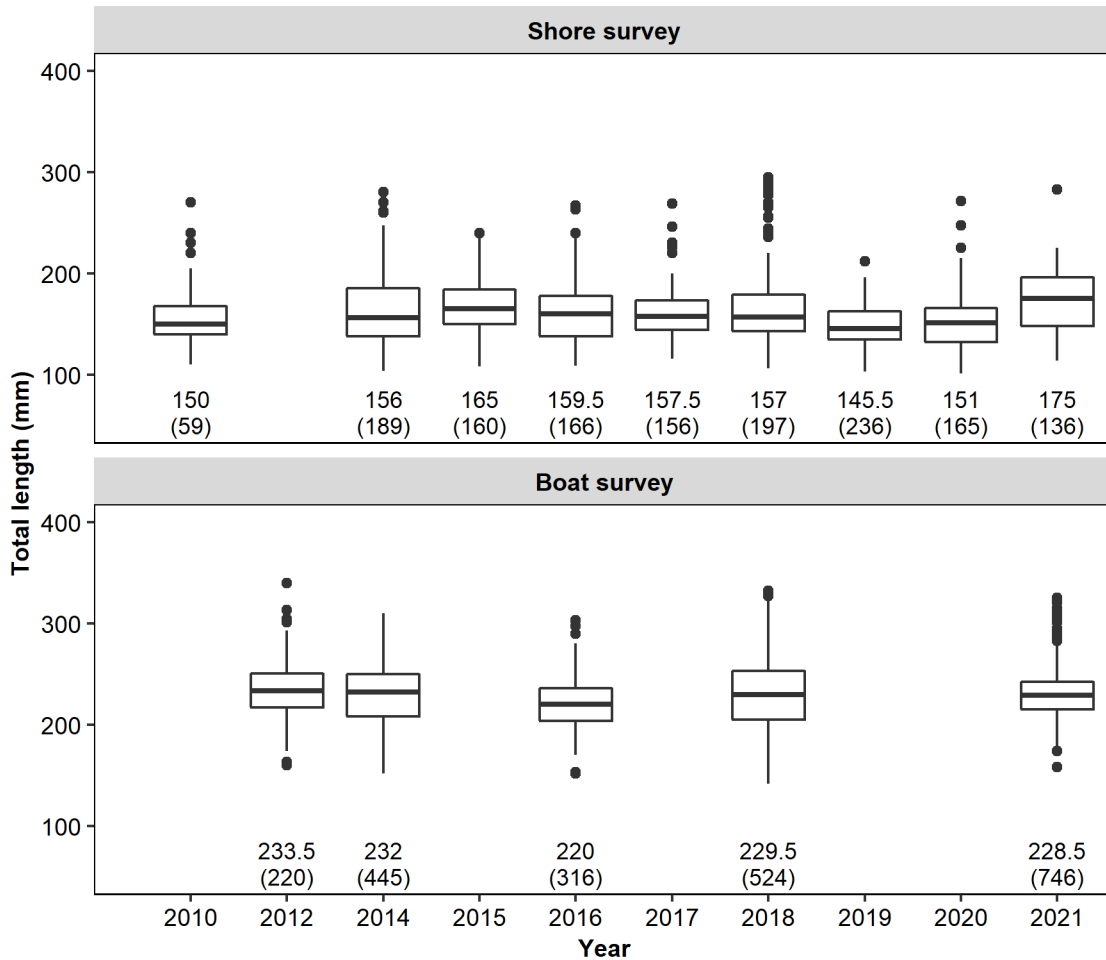 Shore survey
400
300
200
100
150 156 165 159.5 157.5 157 145.5 151 175
(59) (189) (160) (166) (156) (197) (236) (165) (136)
Total length (mm)
Boat survey
400
300
200
100
233.5 232 220 229.5 228.5
(220) (445) (316) (524) (746)
2010 2012 2014 2015 2016 2017 2018 2019 2020 2021
Year